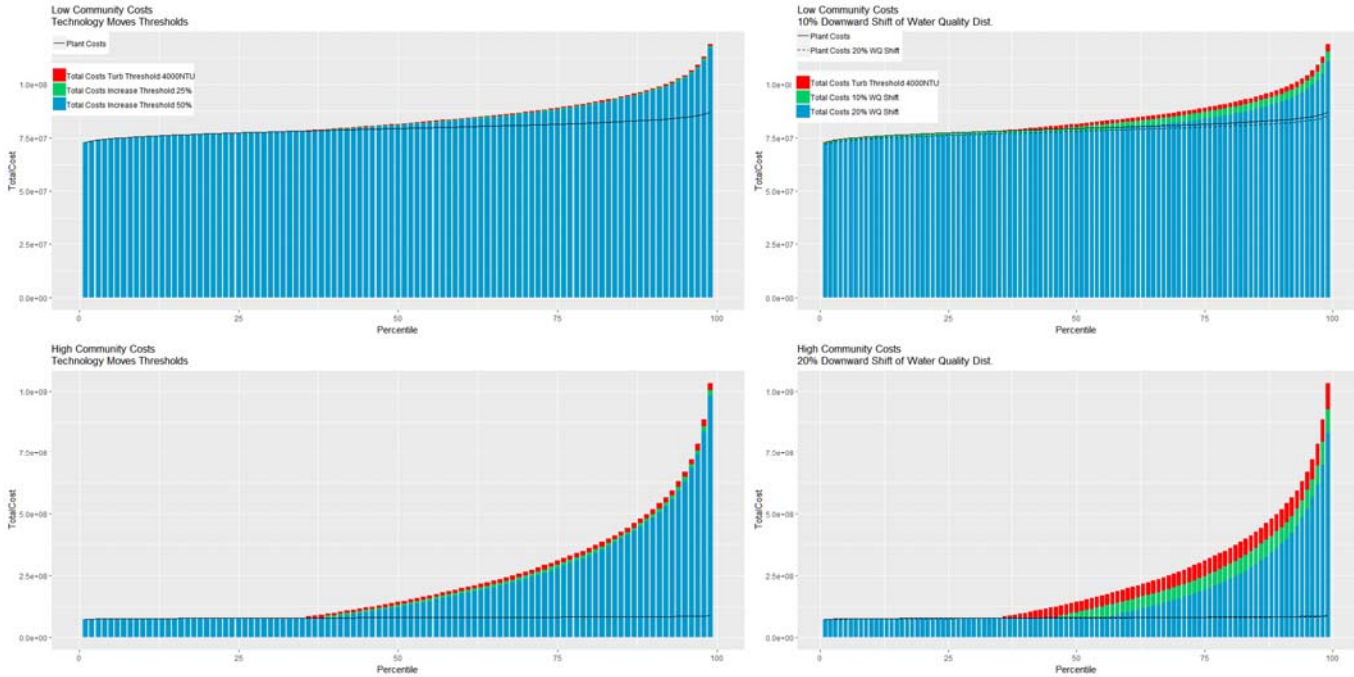 Low Community Costs
Technology Moves Thresholds
Plant Costs
Total Costs Turb Threshold 4000NTU
Total Costs Increase Threshold 25%
Total Costs Increase Threshold 50%
1.0e+08
7.5e+07
5.0e+07
2.5e+07
0.0e+00
TotalCost
0
25
50
75
100
Percentile
Low Community Costs
10% Downward Shift of Water Quality Dist.
Plant Costs
Plant Costs 20% WQ Shift
Total Costs Turb Threshold 4000NTU
Total Costs 10% WQ Shift
Total Costs 20% WQ Shift
1.0e+0
7.5e+07
5.0e+07
2.5e+07
0.0e+00
TotalCost
0
25
50
75
100
Percentile
High Community Costs
Technology Moves Thresholds
1.0e+09
7.5e+08
5.0e+08
2.5e+08
0.0e+00
TotalCost
0
25
50
75
100
Percentile
High Community Costs
20% Downward Shift of Water Quality Dist.
1.0e+09
7.5e+08
5.0e+08
2.5e+08
0.0e+00
TotalCost
0
25
50
75
100
Percentile